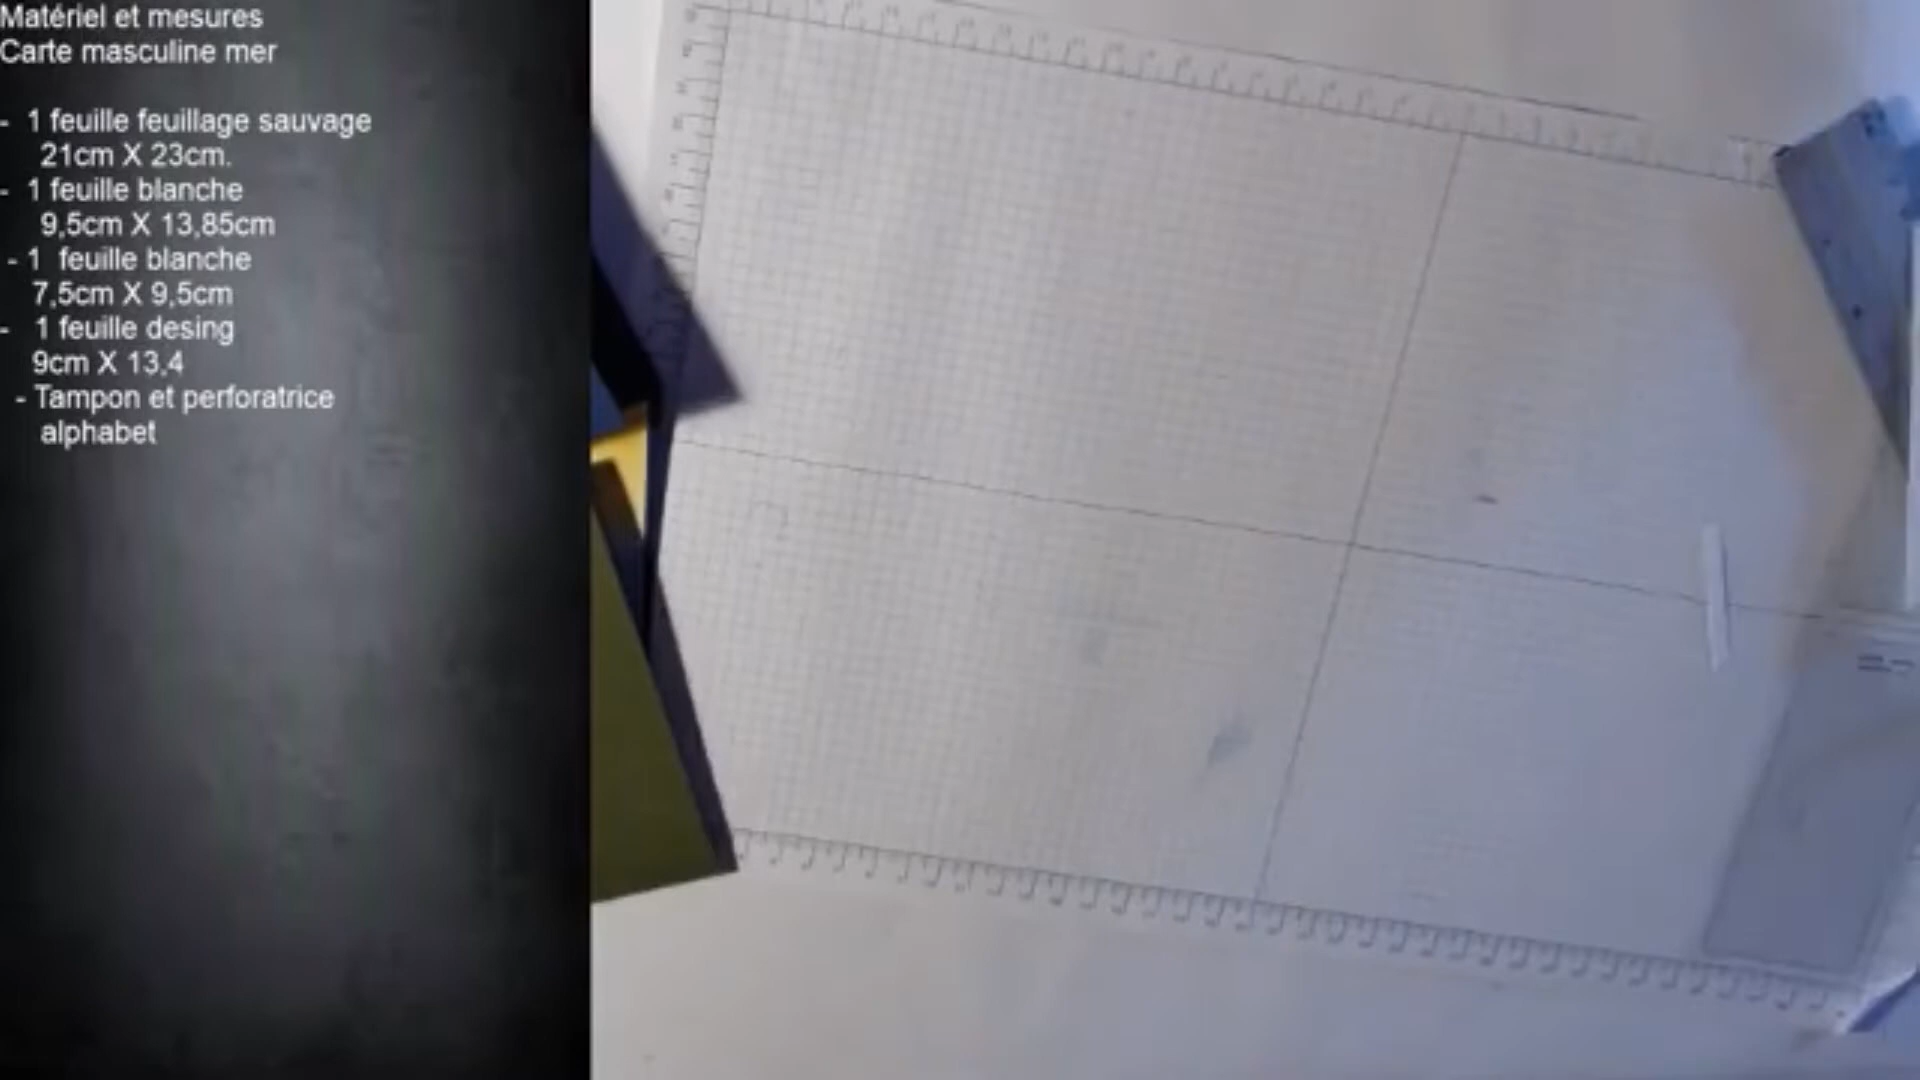 Matériel et mesures
Carte masculine mer
- 1 feuille feuillage sauvage
21cm X 23cm.
- 1 feuille blanche
9,5cm X 13,85cm
- 1 feuille blanche
7,5cm X 9,5cm
- 1 feuille desing
9cm X 13,4
- Tampon et perforatrice
alphabet